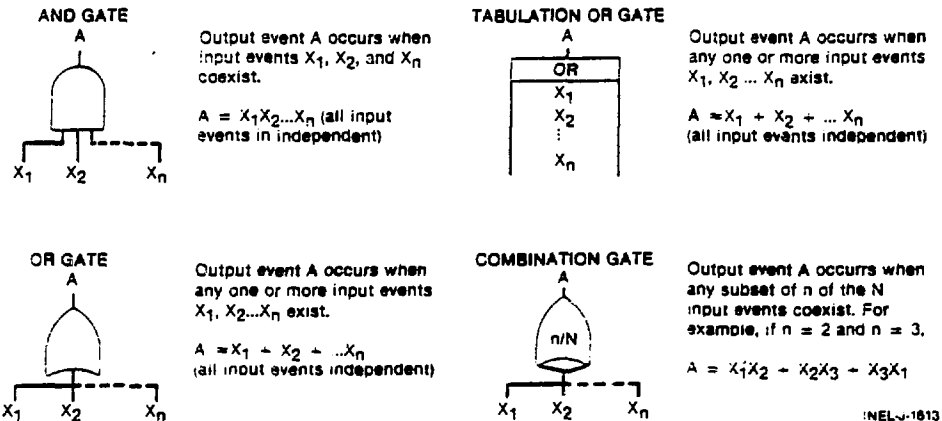 AND GATE
A
X₁ X₂ Xₙ
Output event A occurs when
input events X₁, X₂, and Xₙ
coexist.
A = X₁X₂...Xₙ (all input
events in independent)
TABULATION OR GATE
A
OR
X₁
X₂
⋮
Xₙ
Output event A occurrs when
any one or more input events
X₁, X₂ ... Xₙ exist.
A ≈ X₁ + X₂ + ... Xₙ
(all input events independent)
OR GATE
A
X₁ X₂ Xₙ
Output event A occurs when
any one or more input events
X₁, X₂...Xₙ exist.
A ≈ X₁ + X₂ + ...Xₙ
(all input events independent)
COMBINATION GATE
A
n/N
X₁ X₂ Xₙ
Output event A occurrs when
any subset of n of the N
input events coexist. For
example, if n = 2 and n = 3,
A = X₁X₂ + X₂X₃ + X₃X₁
INEL-J-1613